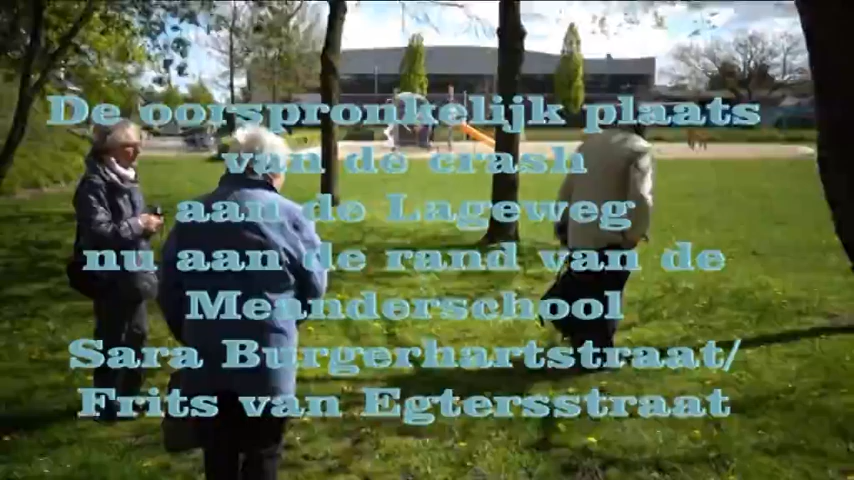 De oorspronkelijk plaats
van de crash
aan de Lageweg
nu aan de rand van de
Meanderschool
Sara Burgerhartstraat/
Frits van Egtersstraat